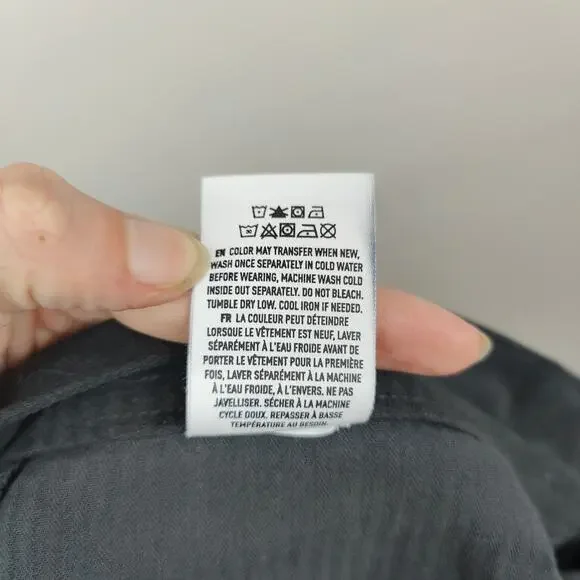 EN COLOR MAY TRANSFER WHEN NEW,
WASH ONCE SEPARATELY IN COLD WATER
BEFORE WEARING, MACHINE WASH COLD
INSIDE OUT SEPARATELY. DO NOT BLEACH.
TUMBLE DRY LOW. COOL IRON IF NEEDED.
FR LA COULEUR PEUT DÉTEINDRE
LORSQUE LE VÊTEMENT EST NEUF, LAVER
SÉPARÉMENT À L'EAU FROIDE AVANT DE
PORTER LE VÊTEMENT POUR LA PREMIÈRE
FOIS, LAVER SÉPARÉMENT À LA MACHINE
À L'EAU FROIDE, À L'ENVERS. NE PAS
JAVELLISER. SÉCHER À LA MACHINE
CYCLE DOUX. REPASSER À BASSE
TEMPÉRATURE AU BESOIN.